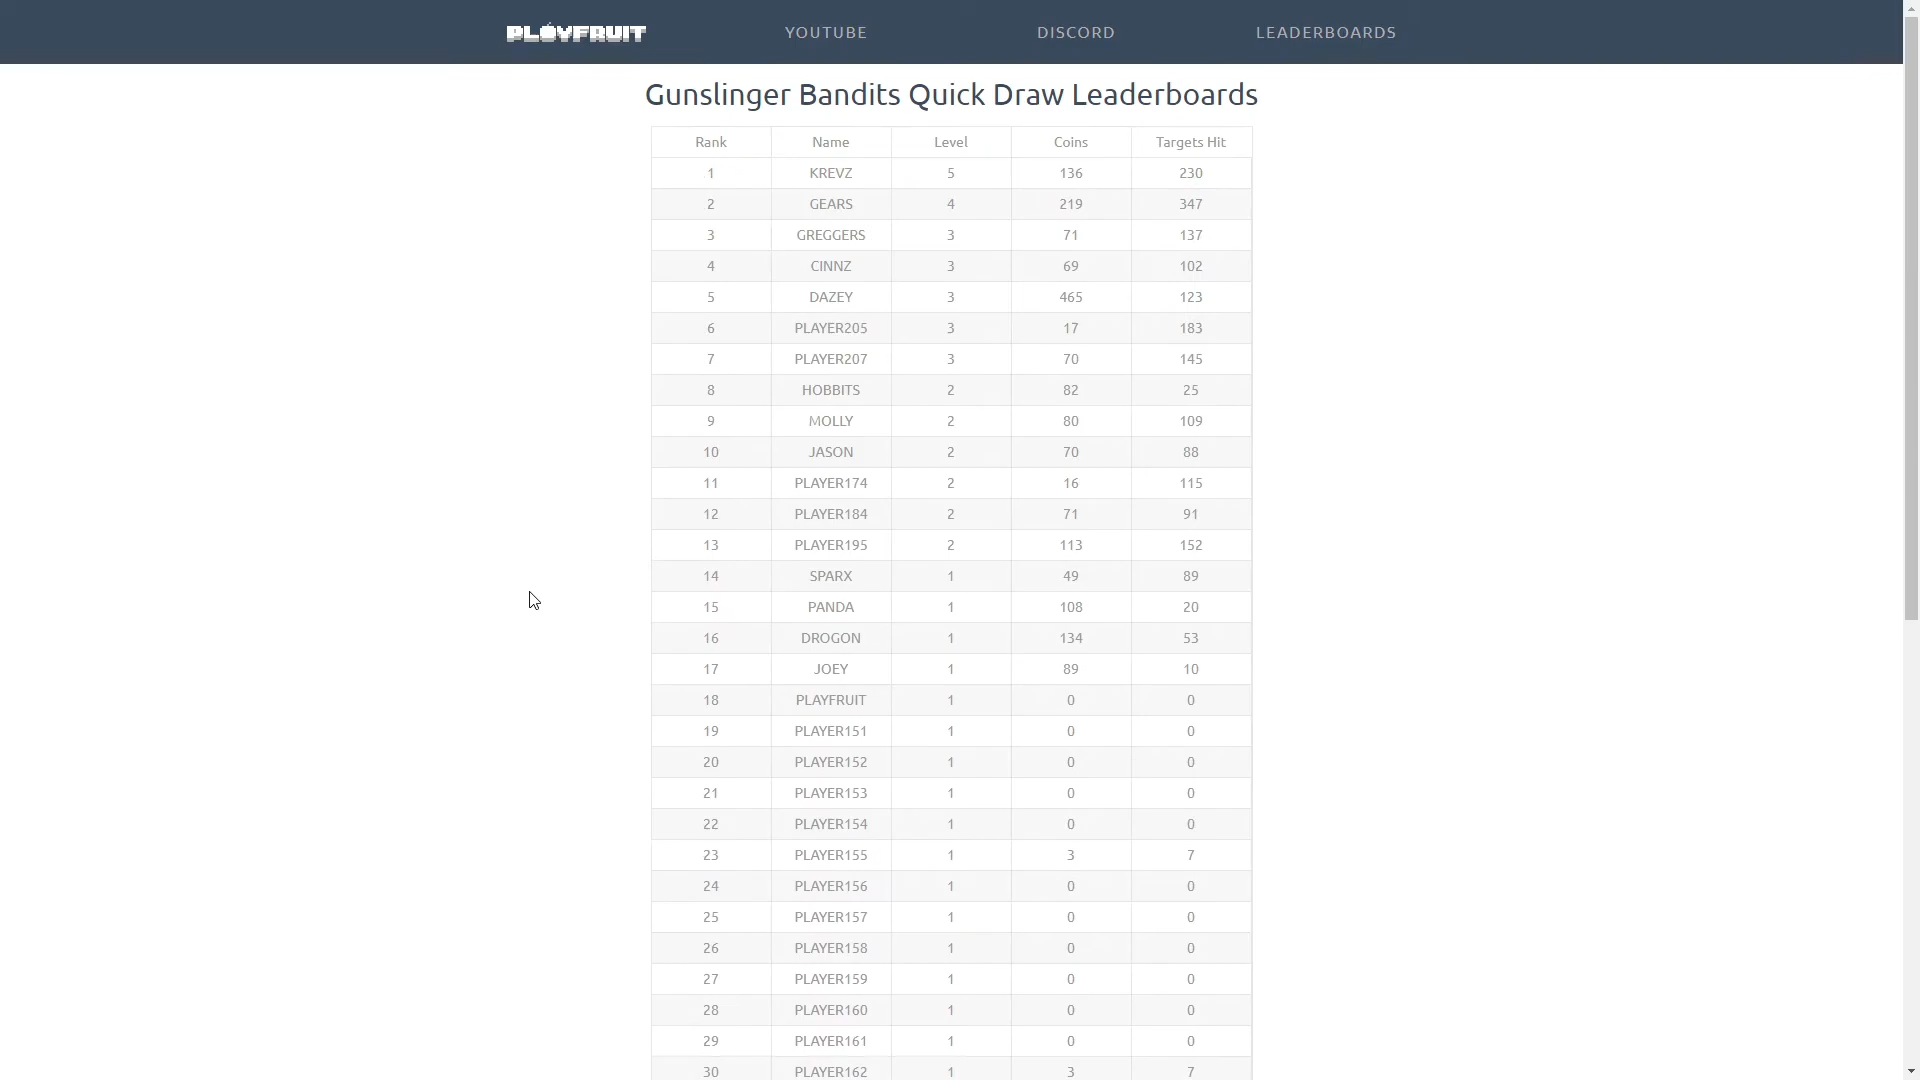 PLAYFRUIT YOUTUBE DISCORD LEADERBOARDS
Gunslinger Bandits Quick Draw Leaderboards
Rank Name Level Coins Targets Hit
1 KREVZ 5 136 230
2 GEARS 4 219 347
3 GREGGERS 3 71 137
4 CINNZ 3 69 102
5 DAZEY 3 465 123
6 PLAYER205 3 17 183
7 PLAYER207 3 70 145
8 HOBBITS 2 82 25
9 MOLLY 2 80 109
10 JASON 2 70 88
11 PLAYER174 2 16 115
12 PLAYER184 2 71 91
13 PLAYER195 2 113 152
14 SPARX 1 49 89
15 PANDA 1 108 20
16 DROGON 1 134 53
17 JOEY 1 89 10
18 PLAYFRUIT 1 0 0
19 PLAYER151 1 0 0
20 PLAYER152 1 0 0
21 PLAYER153 1 0 0
22 PLAYER154 1 0 0
23 PLAYER155 1 3 7
24 PLAYER156 1 0 0
25 PLAYER157 1 0 0
26 PLAYER158 1 0 0
27 PLAYER159 1 0 0
28 PLAYER160 1 0 0
29 PLAYER161 1 0 0
30 PLAYER162 1 3 7